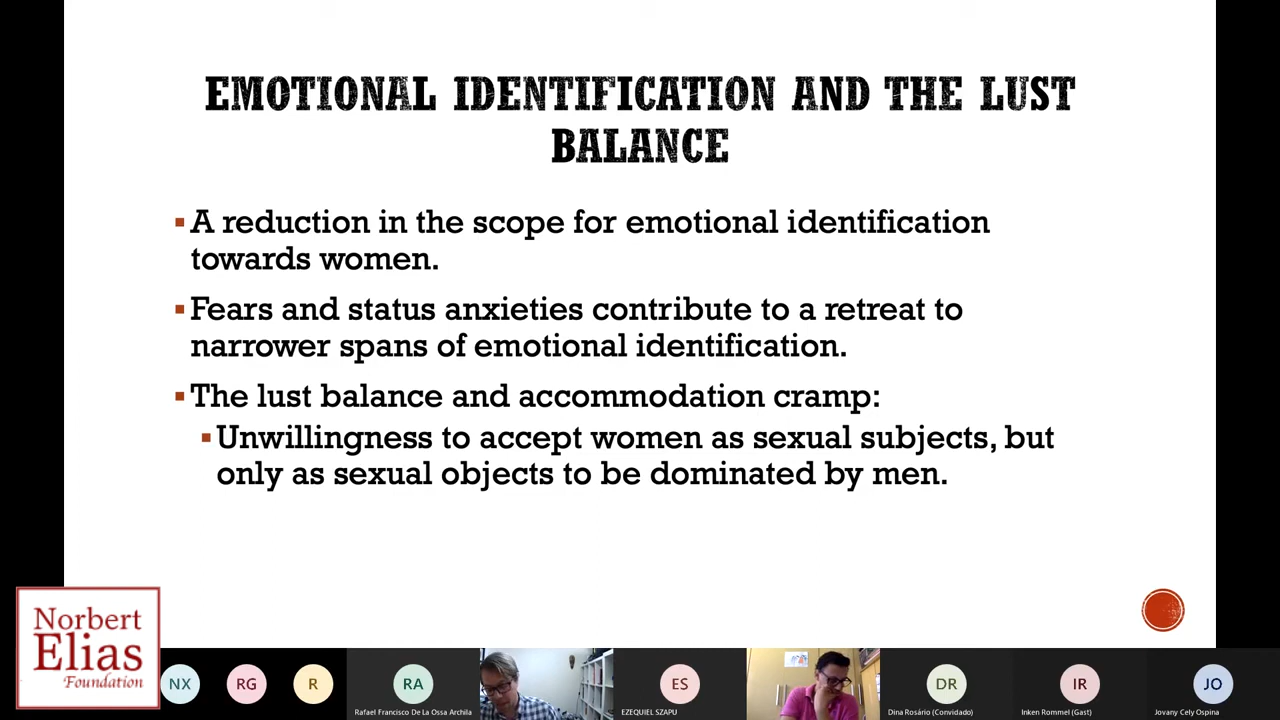 EMOTIONAL IDENTIFICATION AND THE LUST
BALANCE
A reduction in the scope for emotional identification
towards women.
Fears and status anxieties contribute to a retreat to
narrower spans of emotional identification.
The lust balance and accommodation cramp:
Unwillingness to accept women as sexual subjects, but
only as sexual objects to be dominated by men.
Norbert
Elias
Foundation
NX
RG
R
RA
ES
DR
IR
JO
Rafael Francisco De La Ossa Archila
EZEQUIEL SZAPU
Dina Rosário (Convidado)
Inken Rommel (Gast)
Jovany Cely Ospina